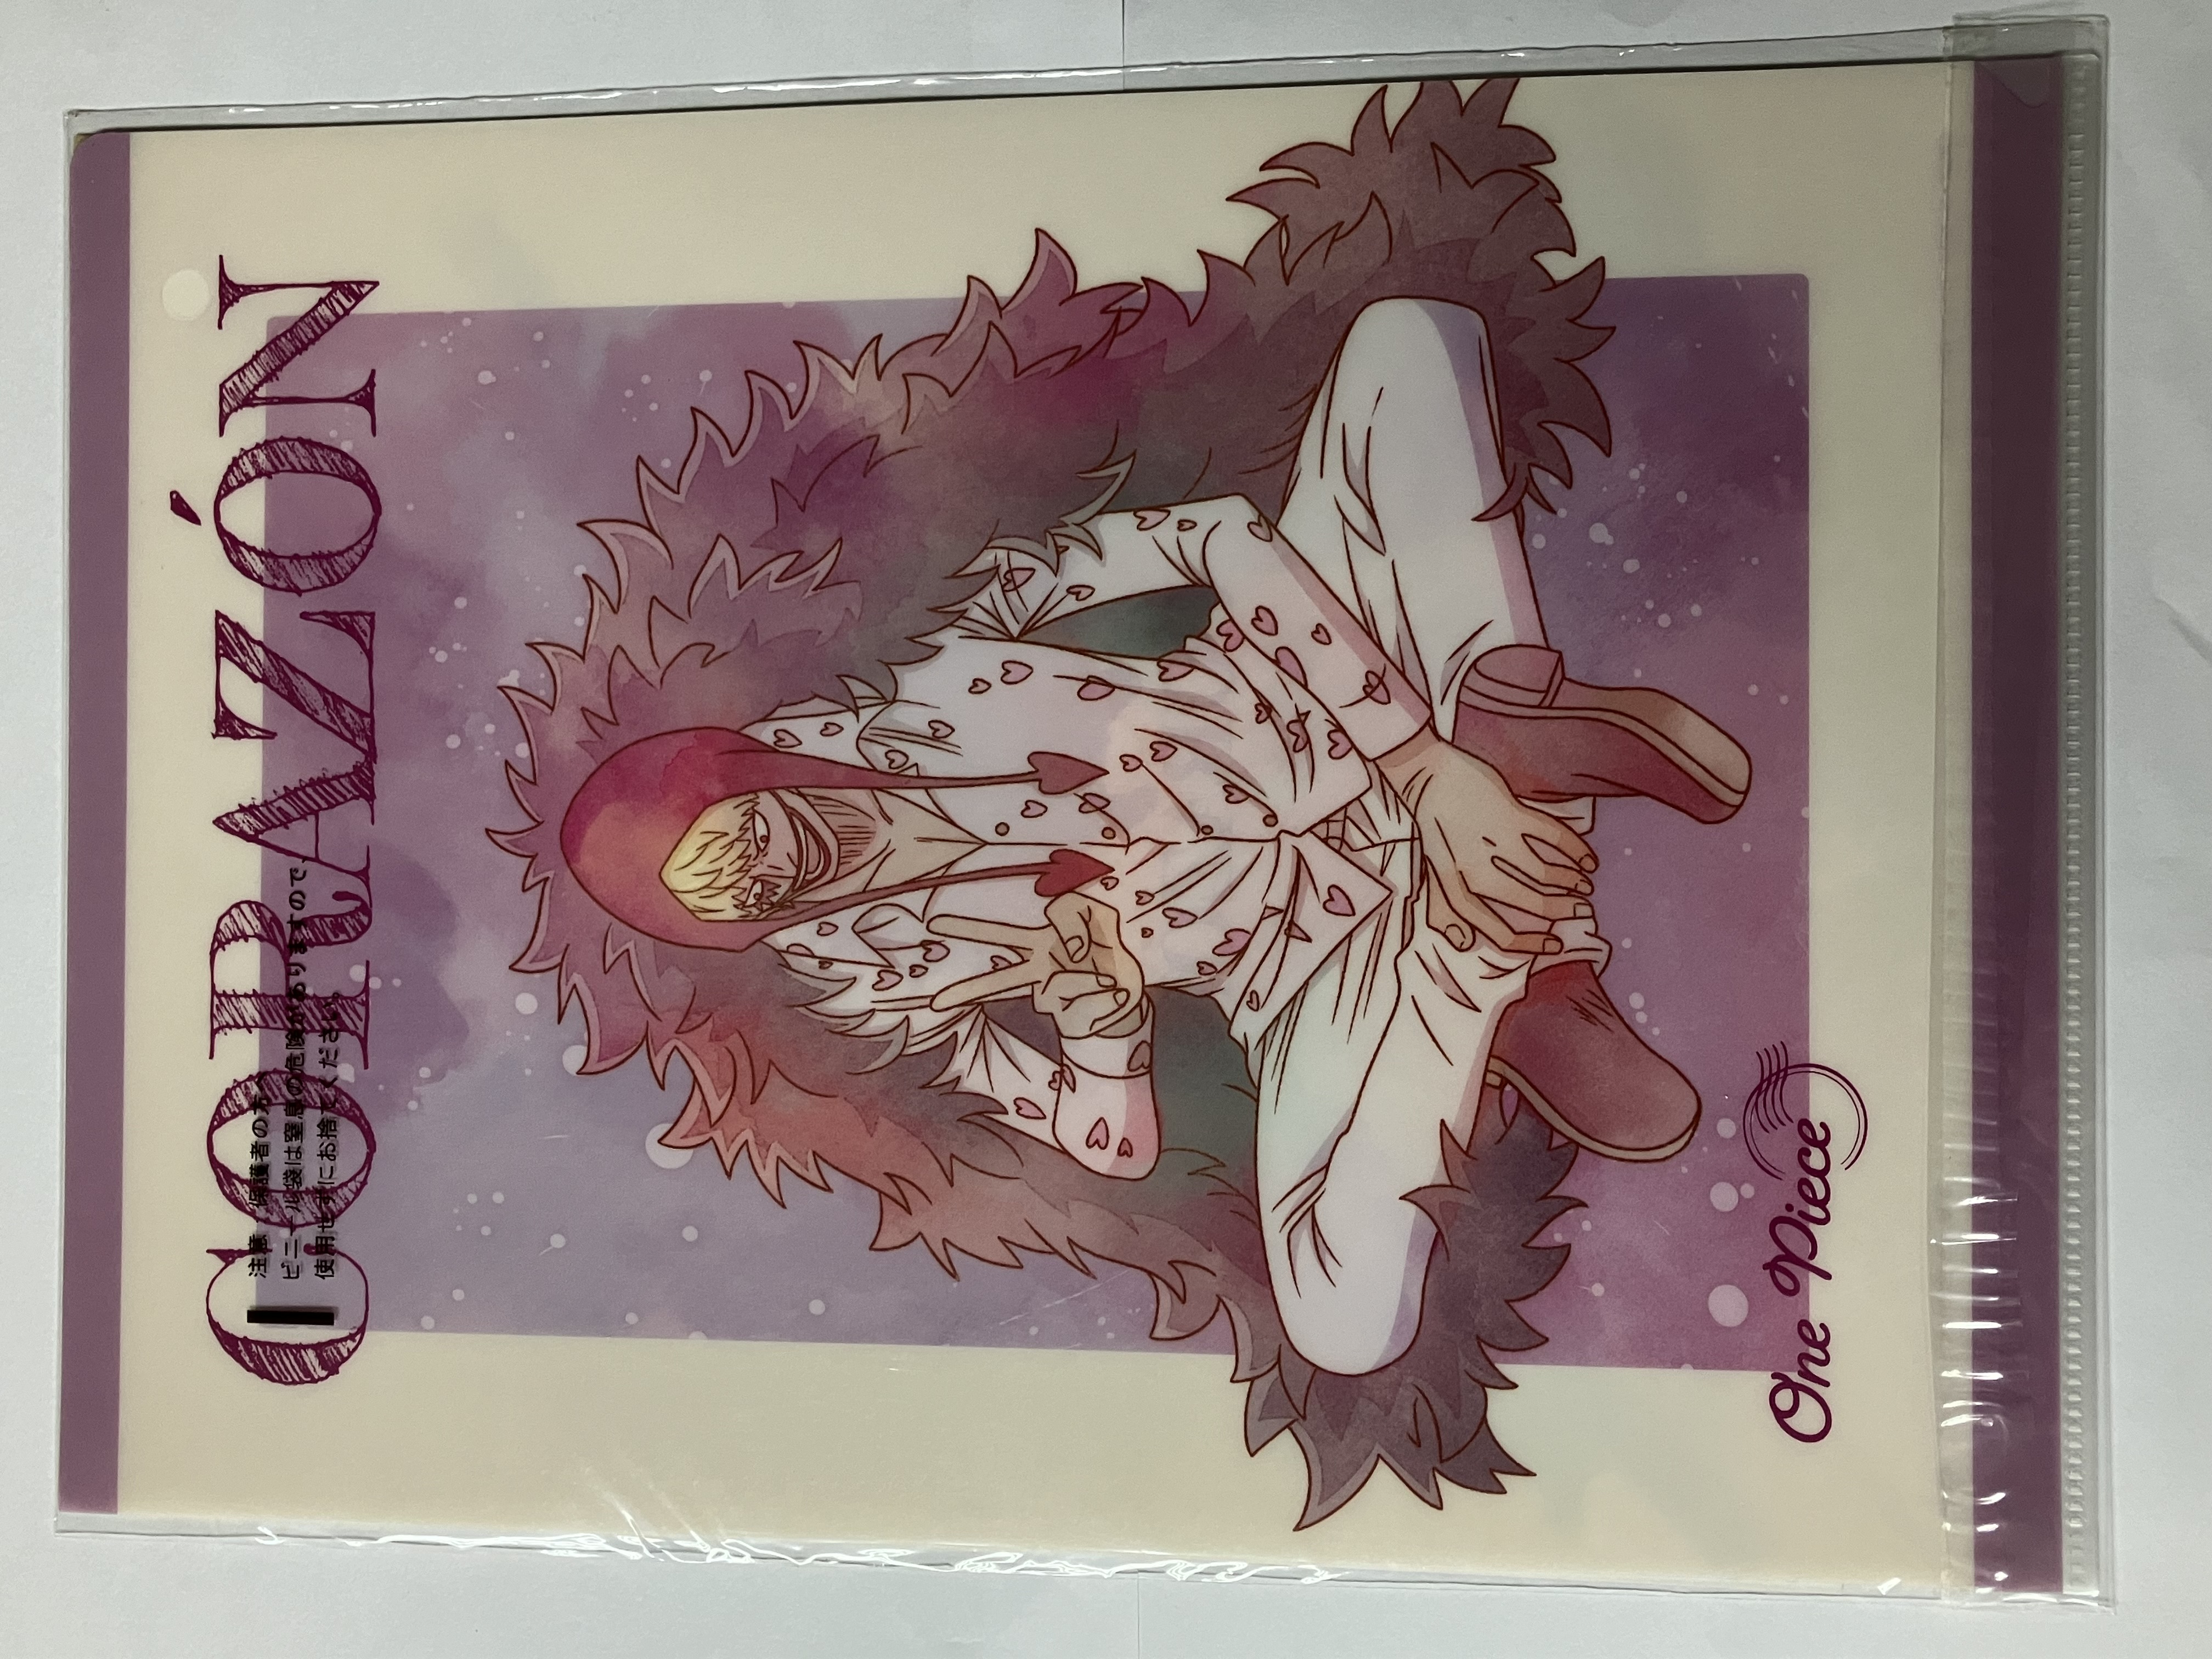 CORAZÓN
注意 保護者の方へ
ビニール袋は窒息の危険がありますので、
使用せずにお捨てください。
One Piece